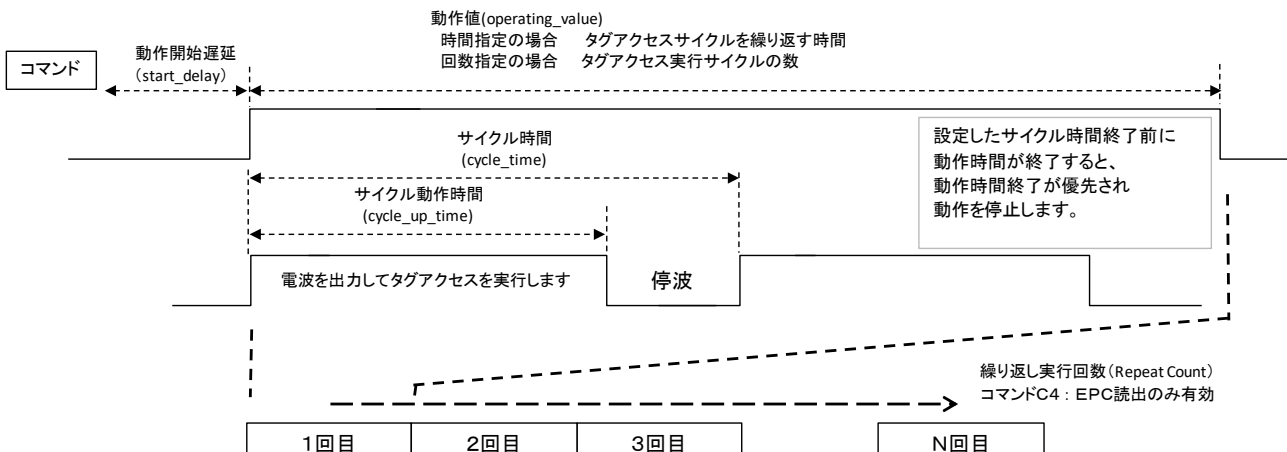 動作値(operating_value)
時間指定の場合 タグアクセスサイクルを繰り返す時間
回数指定の場合 タグアクセス実行サイクルの数
コマンド
動作開始遅延
(start_delay)
サイクル時間
(cycle_time)
設定したサイクル時間終了前に
動作時間が終了すると、
動作時間終了が優先され
動作を停止します。
サイクル動作時間
(cycle_up_time)
電波を出力してタグアクセスを実行します
停波
繰り返し実行回数(Repeat Count)
コマンドC4:EPC読出のみ有効
1回目
2回目
3回目
N回目